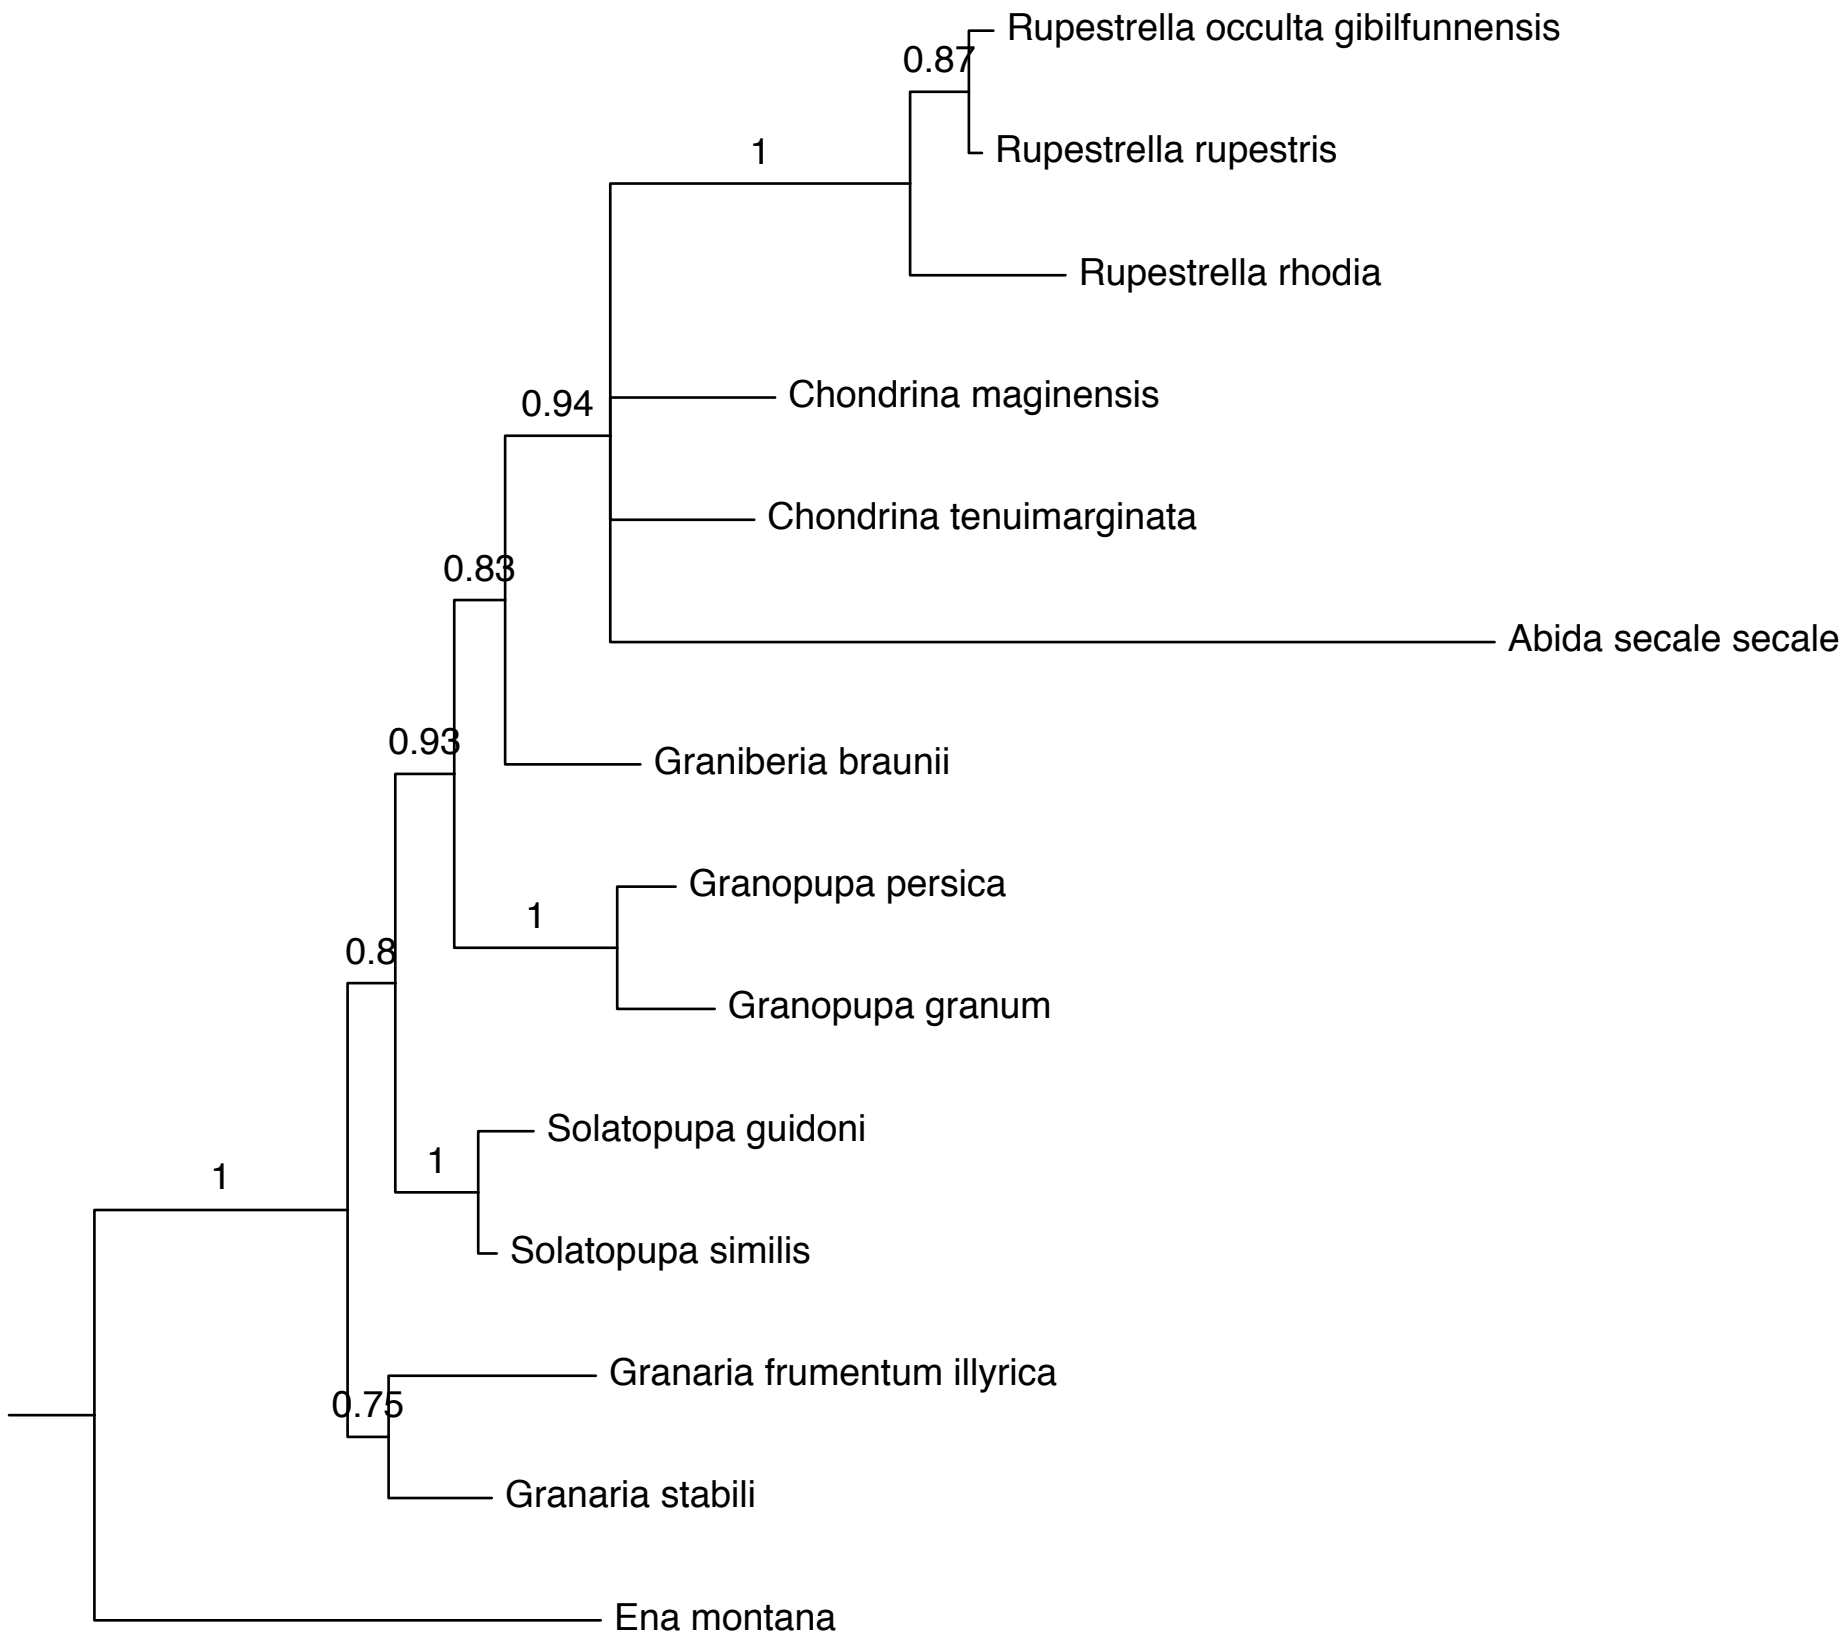 Rupestrella occulta gibilfunnensis
0.87
Rupestrella rupestris
1
Rupestrella rhodia
Chondrina maginensis
0.94
Chondrina tenuimarginata
0.83
Abida secale secale
0.93
Graniberia braunii
Granopupa persica
1
0.8
Granopupa granum
Solatopupa guidoni
1
1
Solatopupa similis
Granaria frumentum illyrica
0.75
Granaria stabili
Ena montana